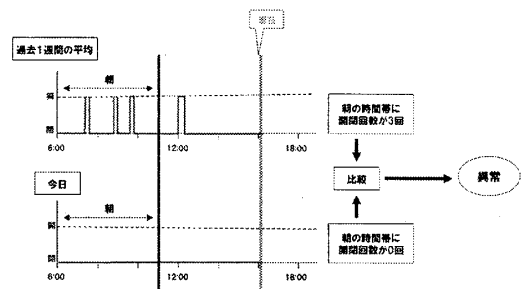 過去1週間の平均
朝
開
閉
6:00 12:00 18:00
朝の時間帯に
開閉回数が3回
比較
異常
今日
朝
開
閉
6:00 12:00 18:00
朝の時間帯に
開閉回数が0回